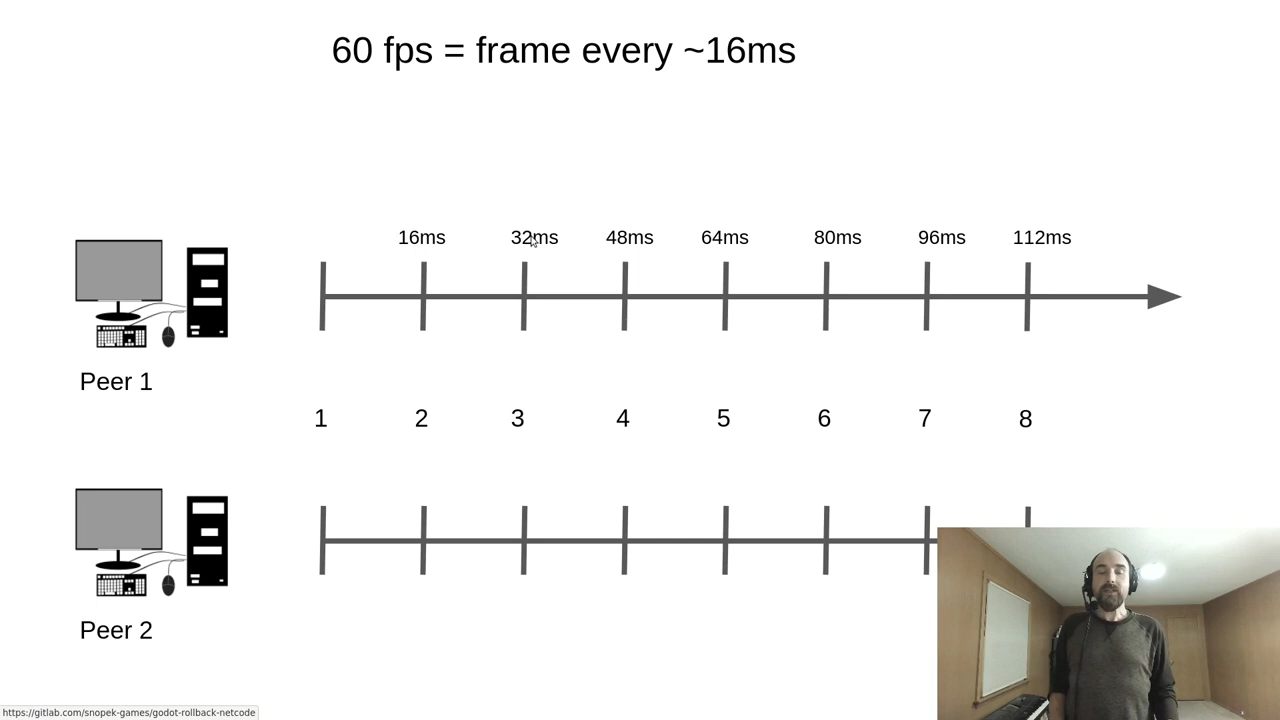 60 fps = frame every ~16ms
16ms 32ms 48ms 64ms 80ms 96ms 112ms
Peer 1
1 2 3 4 5 6 7 8
Peer 2
https://gitlab.com/snopek-games/godot-rollback-netcode